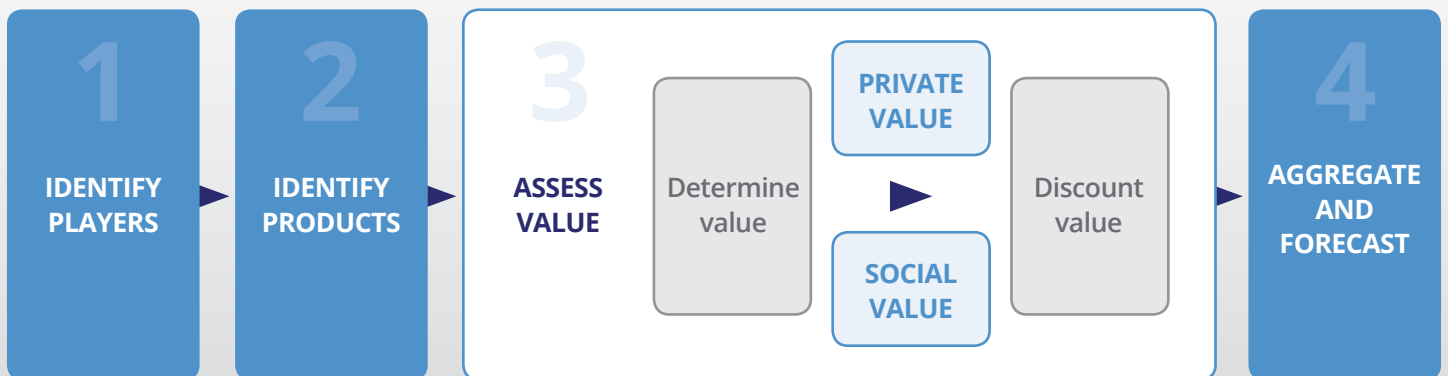 1
IDENTIFY
PLAYERS
2
IDENTIFY
PRODUCTS
3
ASSESS
VALUE
Determine
value
PRIVATE
VALUE
SOCIAL
VALUE
Discount
value
4
AGGREGATE
AND
FORECAST